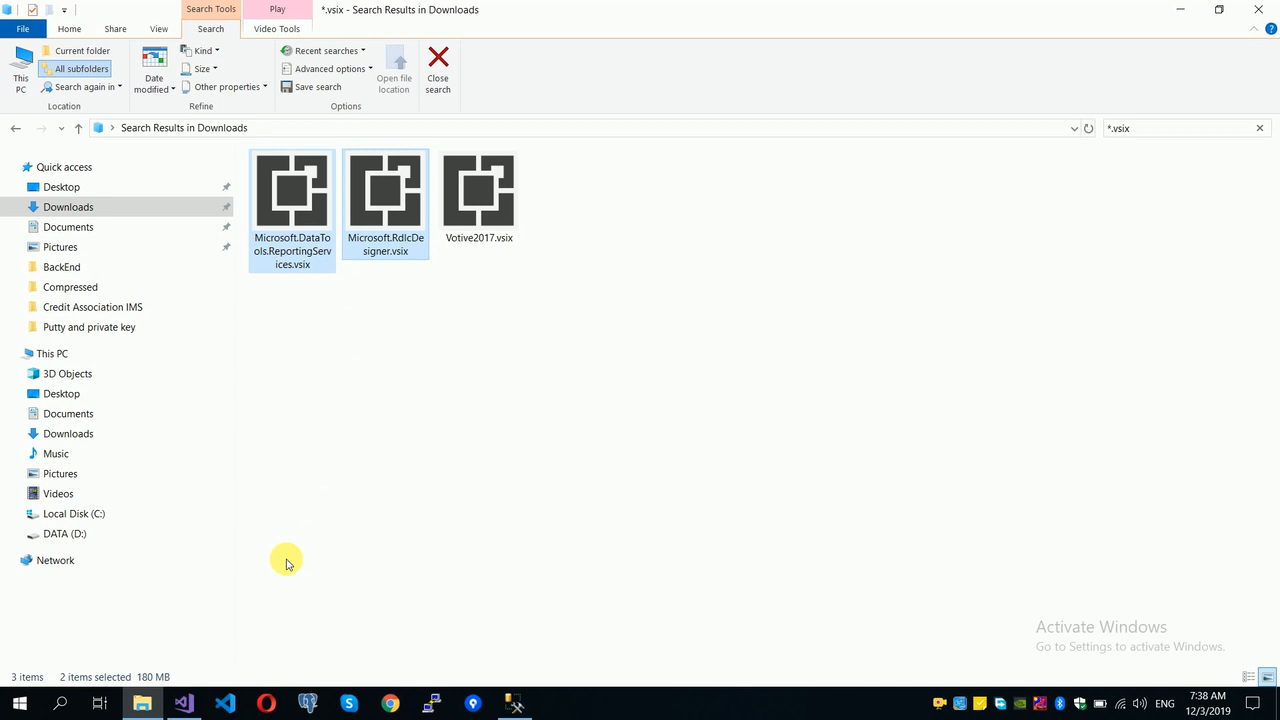 Search Tools
Play
*.vsix - Search Results in Downloads
File
Home
Share
View
Search
Video Tools
This PC
Current folder
All subfolders
Search again in
Location
Date modified
Kind
Size
Other properties
Refine
Recent searches
Advanced options
Save search
Open file location
Options
Close search
Search Results in Downloads
*.vsix
Quick access
Desktop
Downloads
Documents
Pictures
BackEnd
Compressed
Credit Association IMS
Putty and private key
This PC
3D Objects
Desktop
Documents
Downloads
Music
Pictures
Videos
Local Disk (C:)
DATA (D:)
Network
Microsoft.DataTo
ols.ReportingServ
ices.vsix
Microsoft.RdlcDe
signer.vsix
Votive2017.vsix
Activate Windows
Go to Settings to activate Windows.
3 items
2 items selected 180 MB
ENG
7:38 AM
12/3/2019